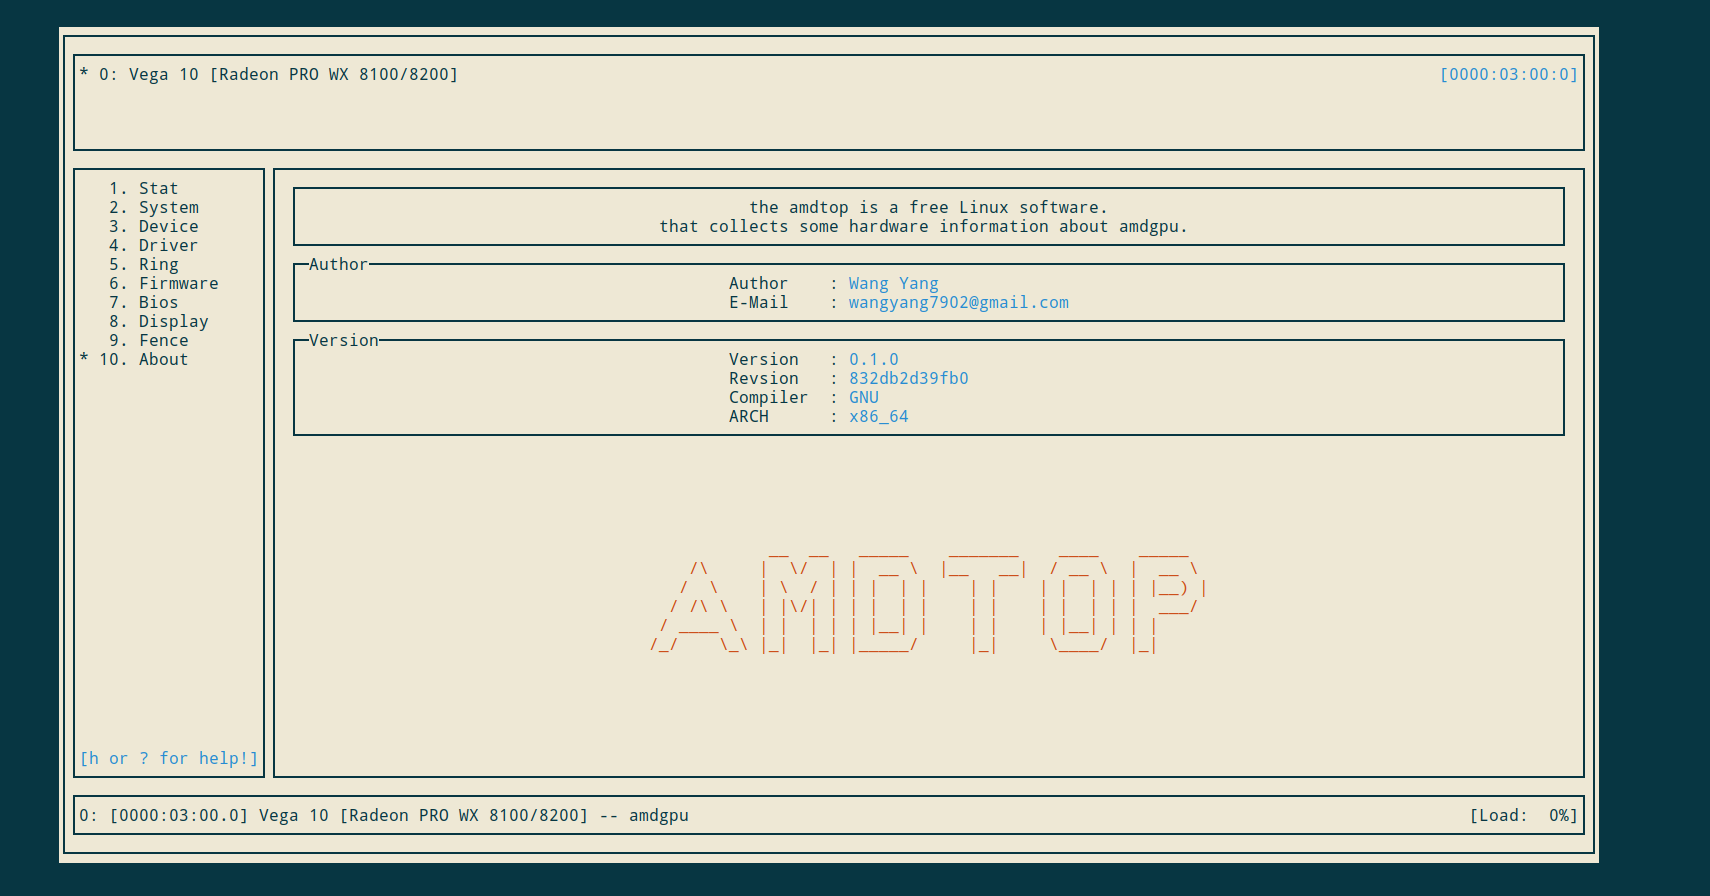 * 0: Vega 10 [Radeon PRO WX 8100/8200] [0000:03:00:0]
1. Stat
2. System
3. Device
4. Driver
5. Ring
6. Firmware
7. Bios
8. Display
9. Fence
* 10. About
[h or ? for help!]
the amdtop is a free Linux software.
that collects some hardware information about amdgpu.
Author
Author : Wang Yang
E-Mail : wangyang7902@gmail.com
Version
Version : 0.1.0
Revsion : 832db2d39fb0
Compiler : GNU
ARCH : x86_64
AMDTOP
0: [0000:03:00.0] Vega 10 [Radeon PRO WX 8100/8200] -- amdgpu [Load: 0%]